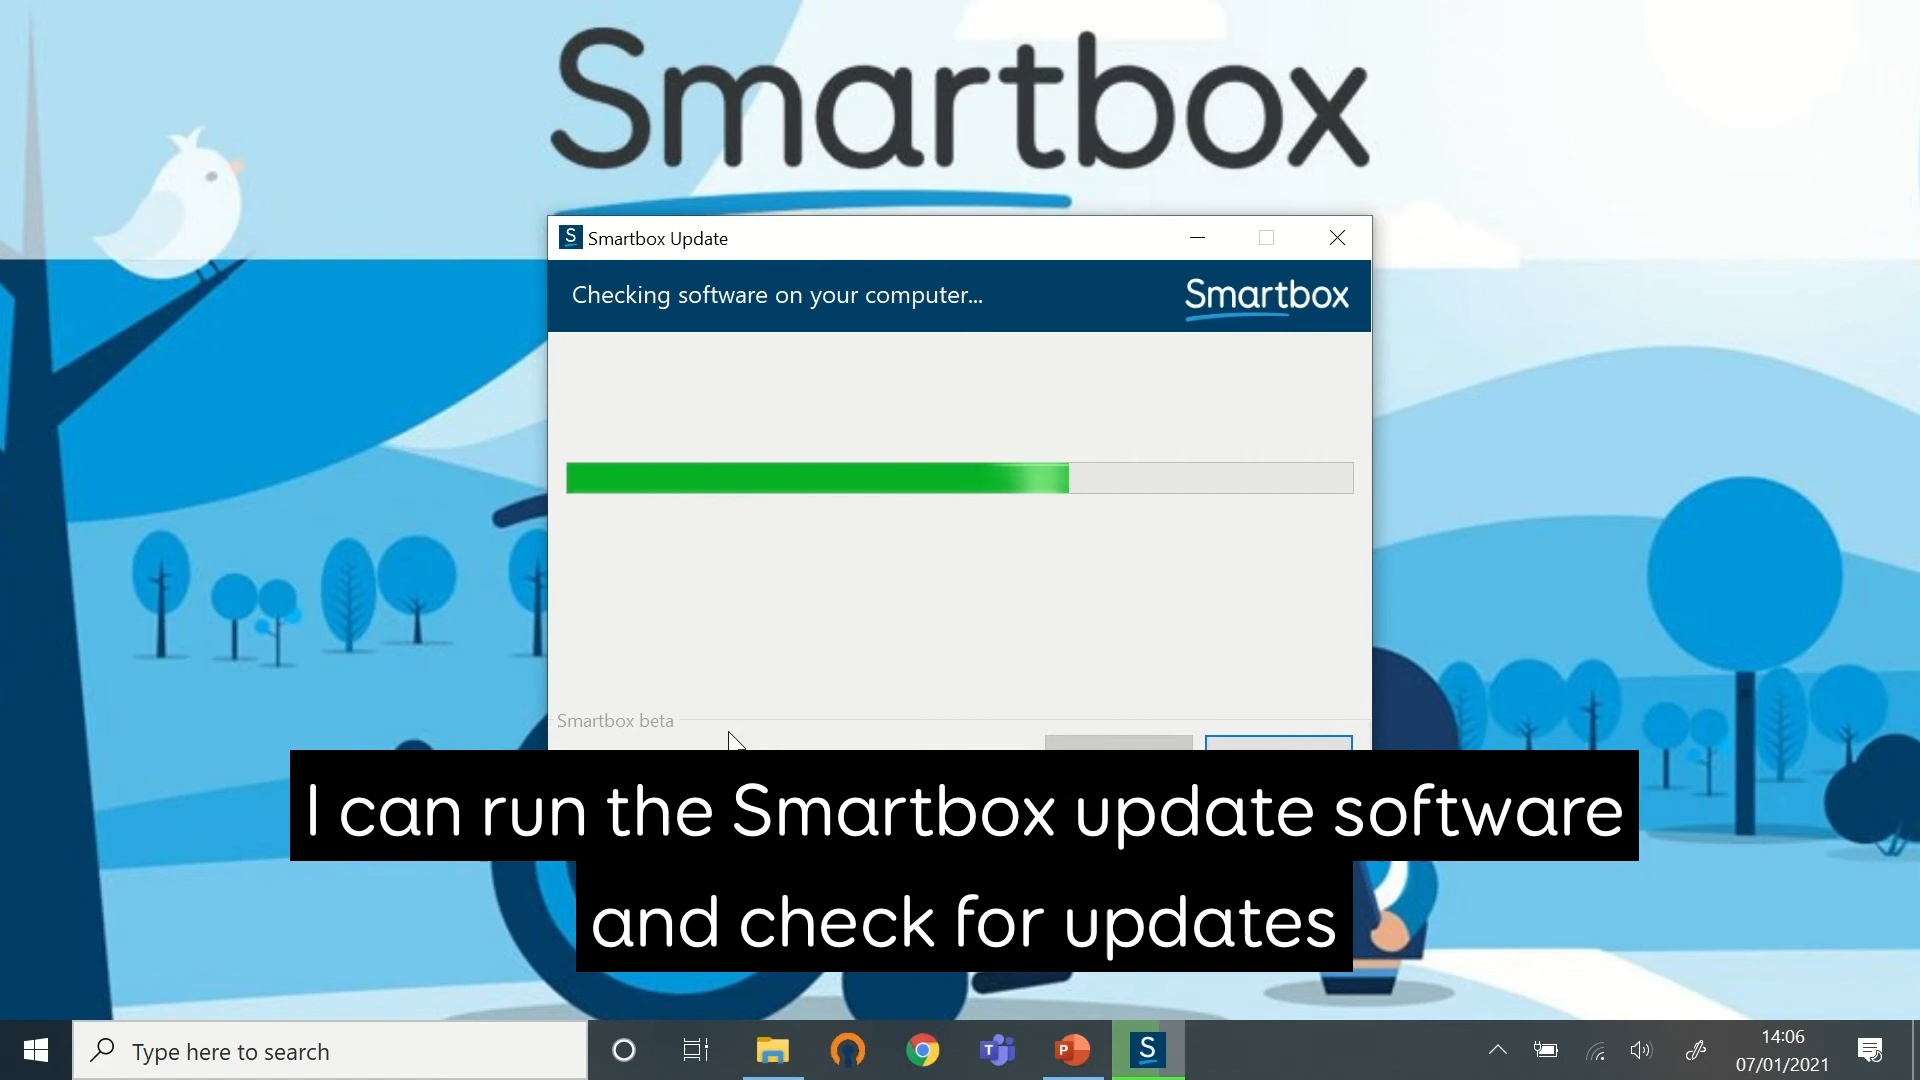 Smartbox
Smartbox Update
Checking software on your computer...
Smartbox
Smartbox beta
I can run the Smartbox update software
and check for updates
Type here to search
14:06
07/01/2021